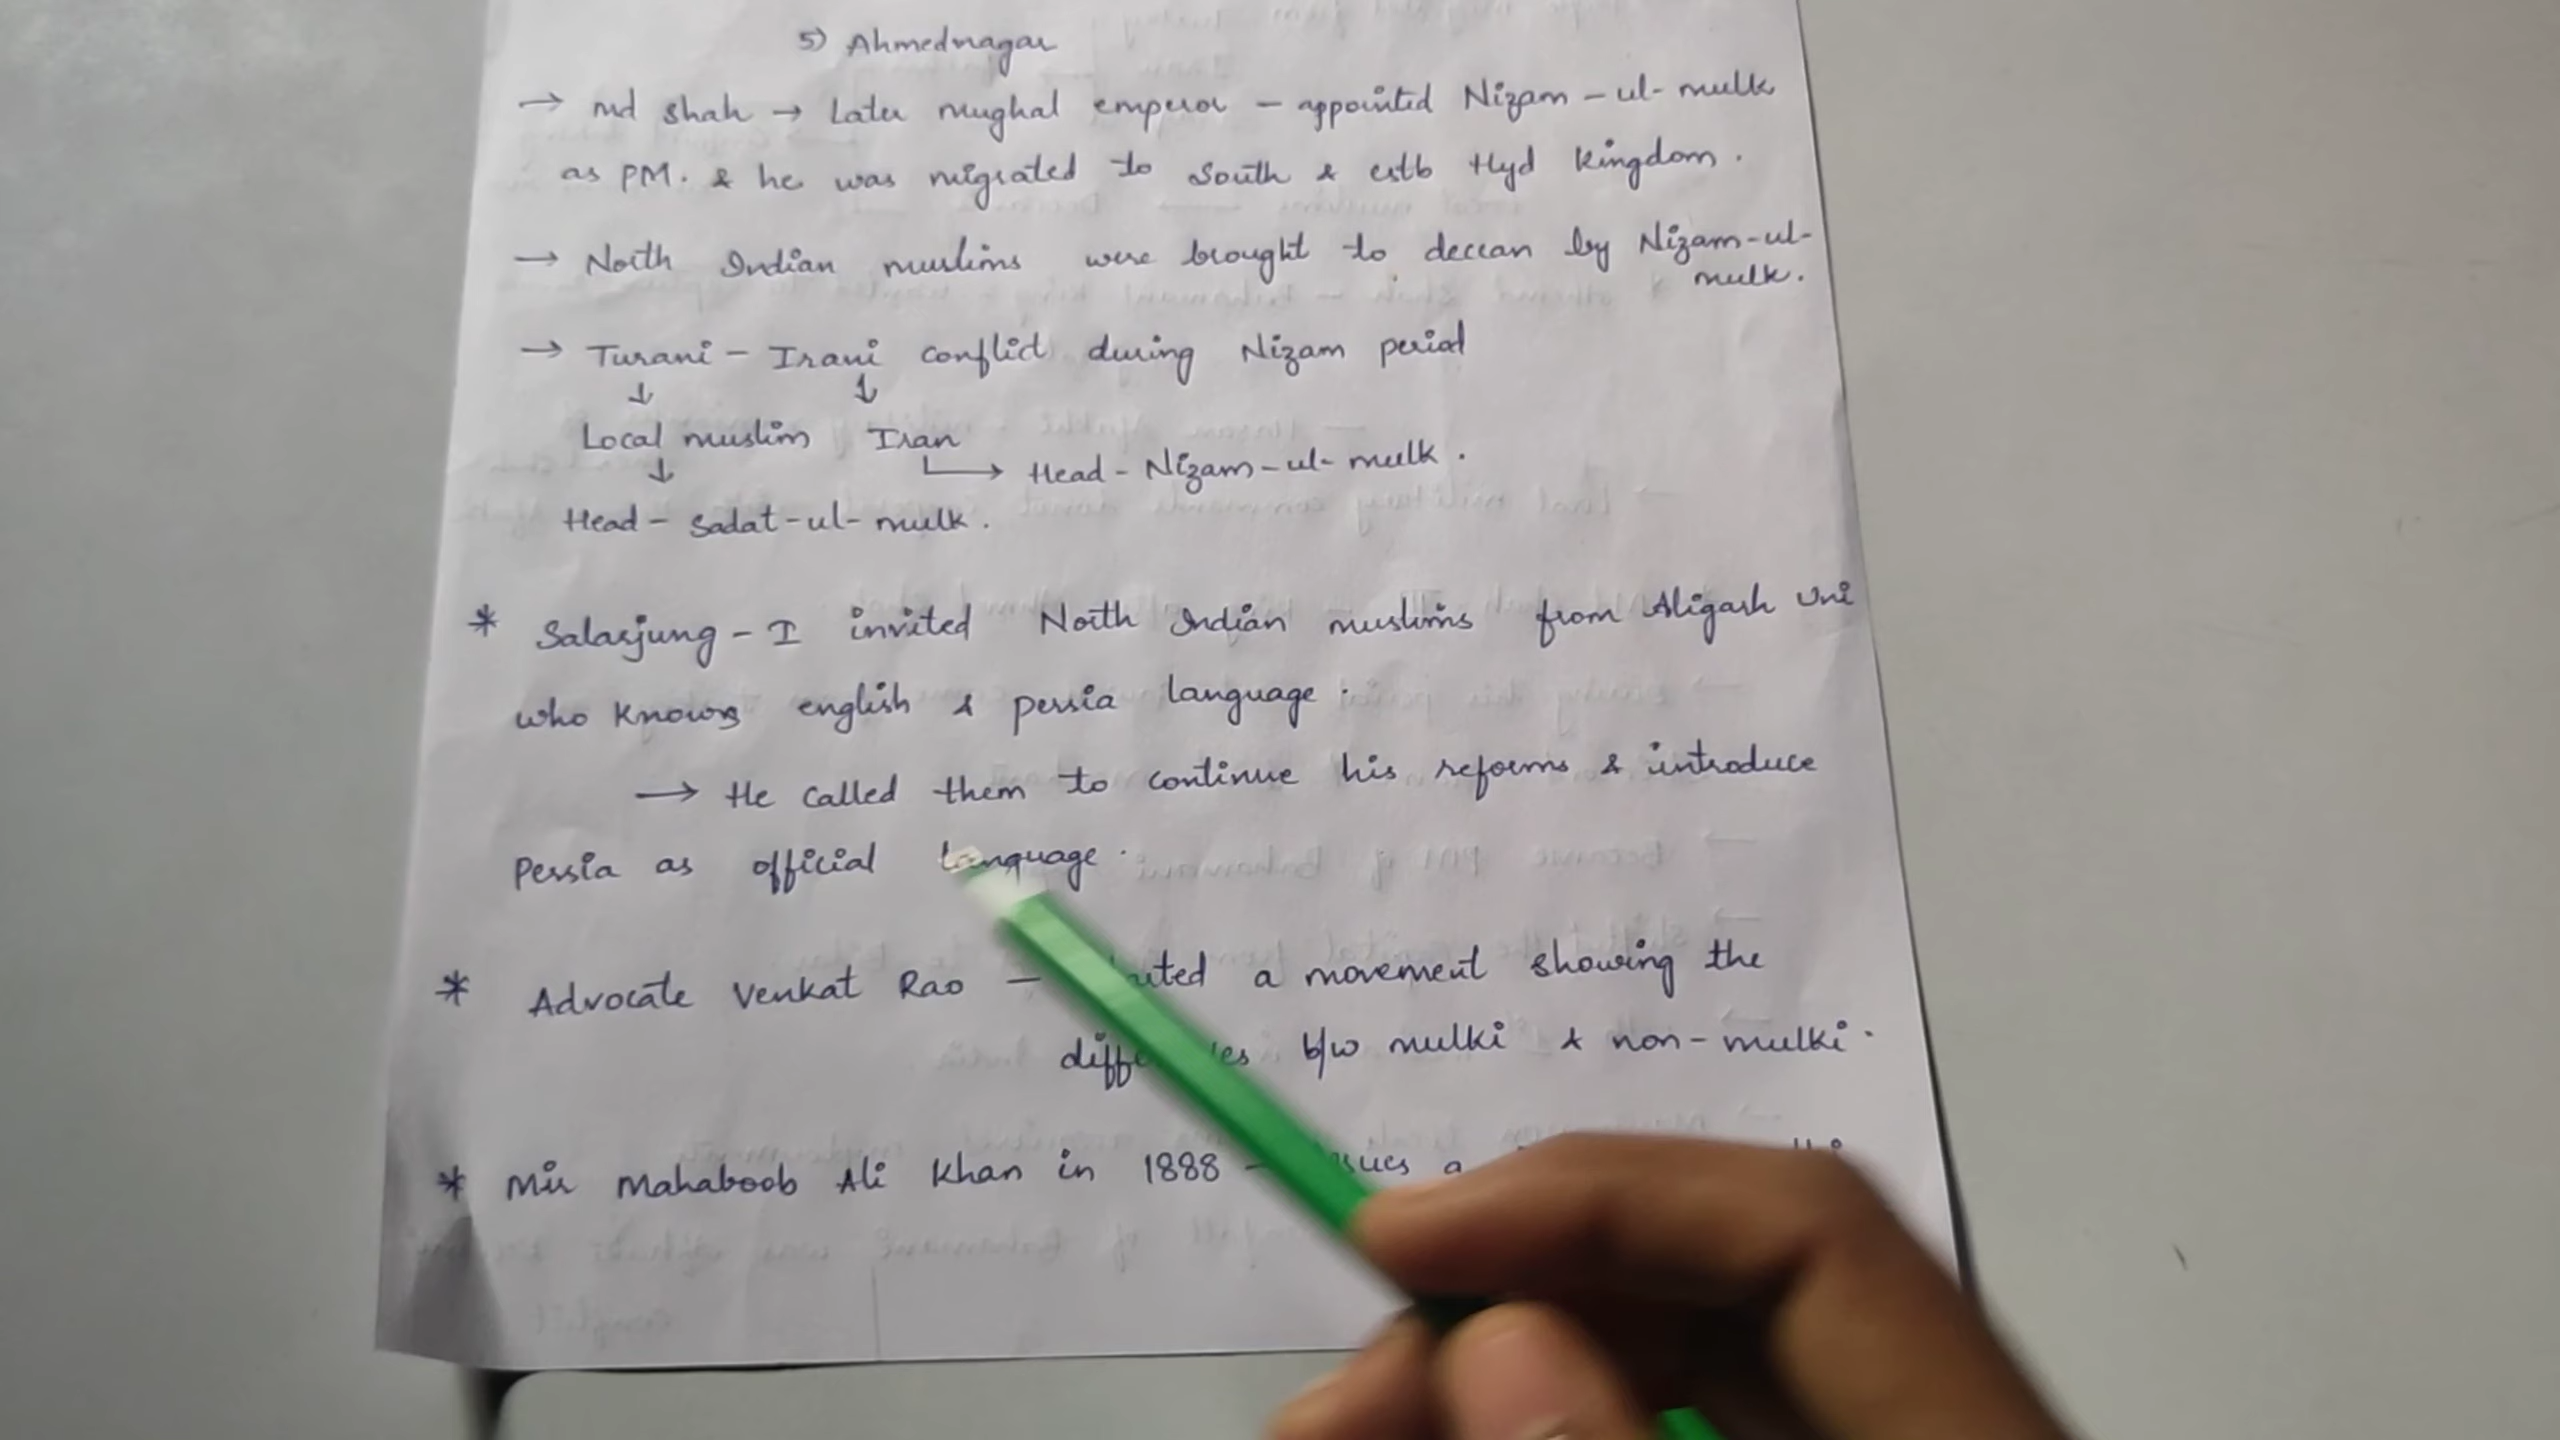 5) Ahmednagar
→ Md Shah → Later mughal emperor - appointed Nizam-ul-mulk
as PM. & he was migrated to South & estb Hyd Kingdom.
→ North Indian muslims were brought to deccan by Nizam-ul-
mulk.
→ Turani - Irani conflict during Nizam period
↓ ↓
Local muslim Iran
↓ → Head - Nizam-ul-mulk.
Head - Sadat-ul-mulk.
* Salarjung - I invited North Indian muslims from Aligarh Uni
who knows english & persia language.
→ He called them to continue his reforms & introduce
Persia as official language.
* Advocate Venkat Rao - a movement showing the
b/w mulki & non-mulki.
* Mir Mahaboob Ali Khan in 1888 - a